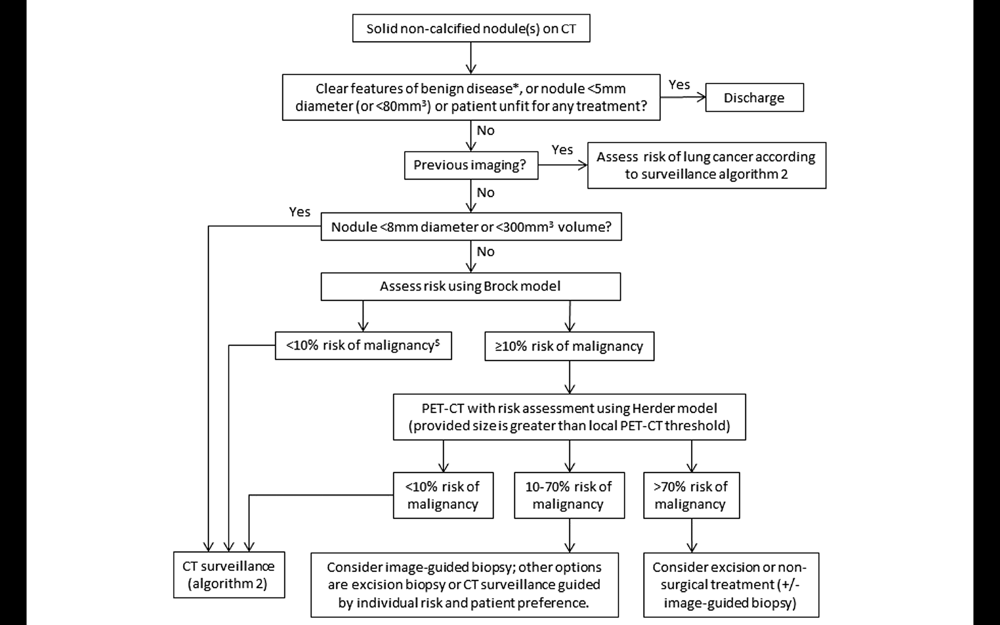 Solid non-calcified nodule(s) on CT
Clear features of benign disease*, or nodule <5mm
diameter (or <80mm³) or patient unfit for any treatment?
Yes
Discharge
No
Previous imaging?
Yes
Assess risk of lung cancer according
to surveillance algorithm 2
No
Yes
Nodule <8mm diameter or <300mm³ volume?
No
Assess risk using Brock model
<10% risk of malignancy$
≥10% risk of malignancy
PET-CT with risk assessment using Herder model
(provided size is greater than local PET-CT threshold)
<10% risk of
malignancy
10-70% risk of
malignancy
>70% risk of
malignancy
CT surveillance
(algorithm 2)
Consider image-guided biopsy; other options
are excision biopsy or CT surveillance guided
by individual risk and patient preference.
Consider excision or non-
surgical treatment (+/-
image-guided biopsy)